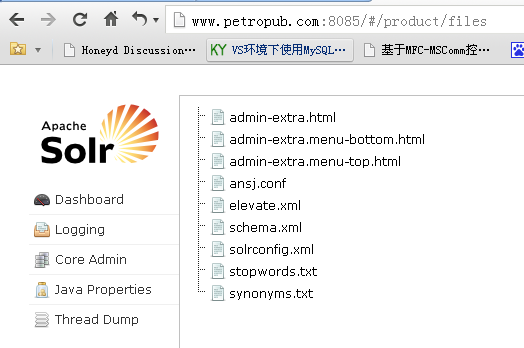 www.petropub.com:8085/#/product/files
Honeyd Discussion… KY VS环境下使用MySQL… 基于MFC-MSComm控…
Apache
Solr
admin-extra.html
admin-extra.menu-bottom.html
admin-extra.menu-top.html
ansj.conf
elevate.xml
schema.xml
solrconfig.xml
stopwords.txt
synonyms.txt
Dashboard
Logging
Core Admin
Java Properties
Thread Dump